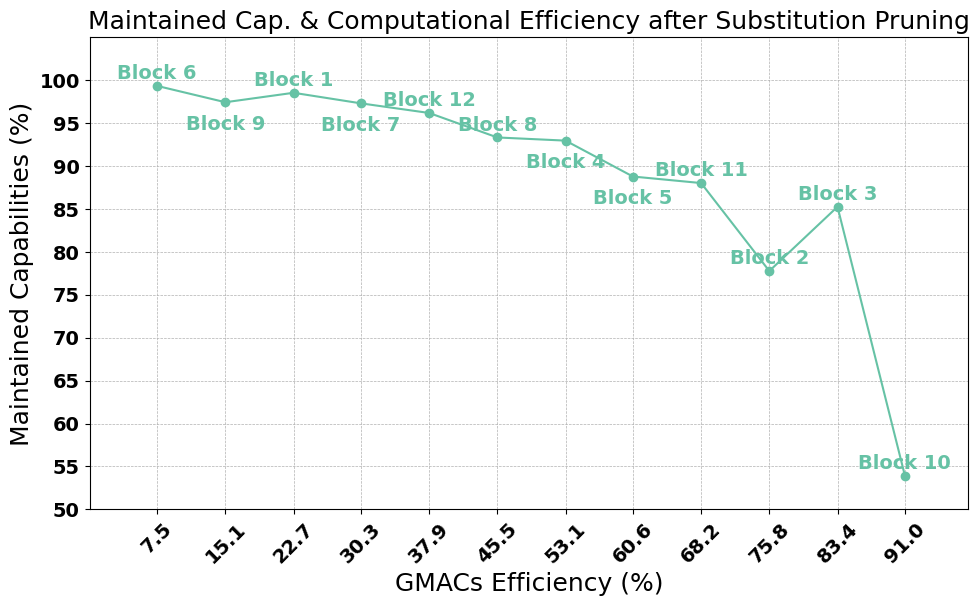 Maintained Cap. & Computational Efficiency after Substitution Pruning
Maintained Capabilities (%)
100
95
90
85
80
75
70
65
60
55
50
Block 6
Block 9
Block 1
Block 7
Block 12
Block 8
Block 4
Block 5
Block 11
Block 2
Block 3
Block 10
7.5
15.1
22.7
30.3
37.9
45.5
53.1
60.6
68.2
75.8
83.4
91.0
GMACs Efficiency (%)